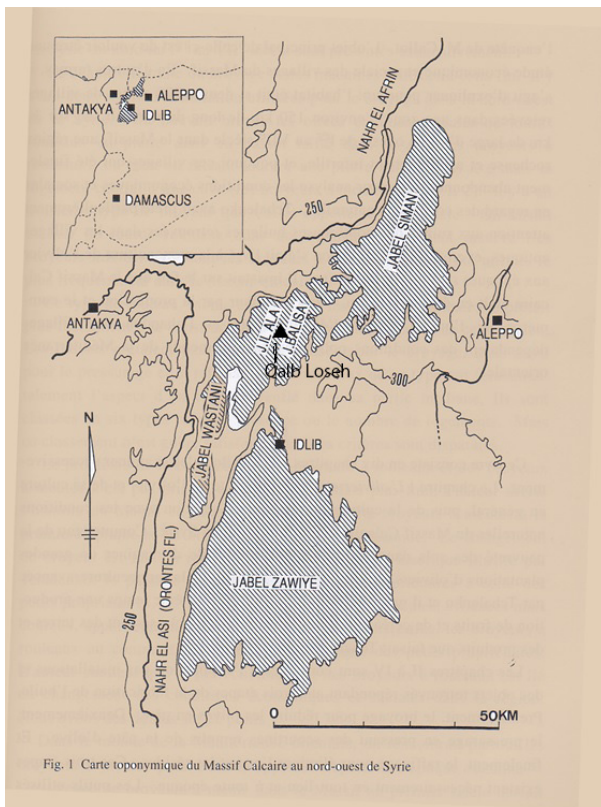 ANTAKYA
ALEPPO
IDLIB
DAMASCUS
NAHR EL AFRIN
250
JABEL SIMAN
ANTAKYA
J.IL ALA
J.BALISA
ALEPPO
Qalb Loseh
300
JABEL WASTANI
N
IDLIB
JABEL ZAWIYE
250
NAHR EL ASI (ORONTES FL.)
0 50KM
Fig. 1 Carte toponymique du Massif Calcaire au nord-ouest de Syrie